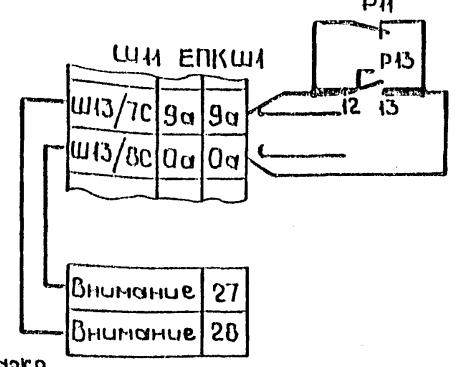 Р11
Ш11 ЕПКШ1
Р13
Ш13/7С 9а 9а
12 13
Ш13/8С 0а 0а
Внимание 27
Внимание 28